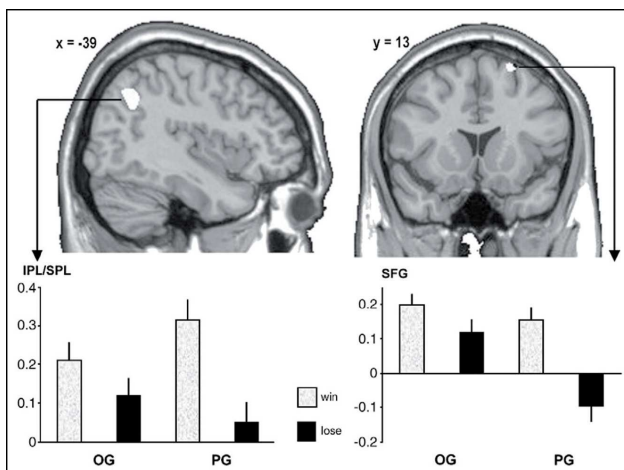 x = -39
y = 13
IPL/SPL
0.4
0.3
0.2
0.1
0
OG
PG
win
lose
SFG
0.2
0.1
0
-0.1
-0.2
OG
PG